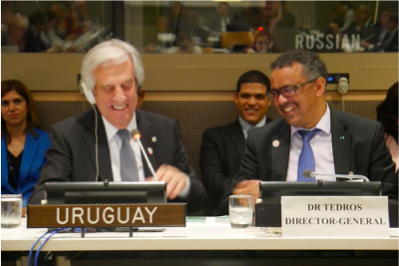 RUSSIAN
URUGUAY
DR TEDROS
DIRECTOR-GENERAL